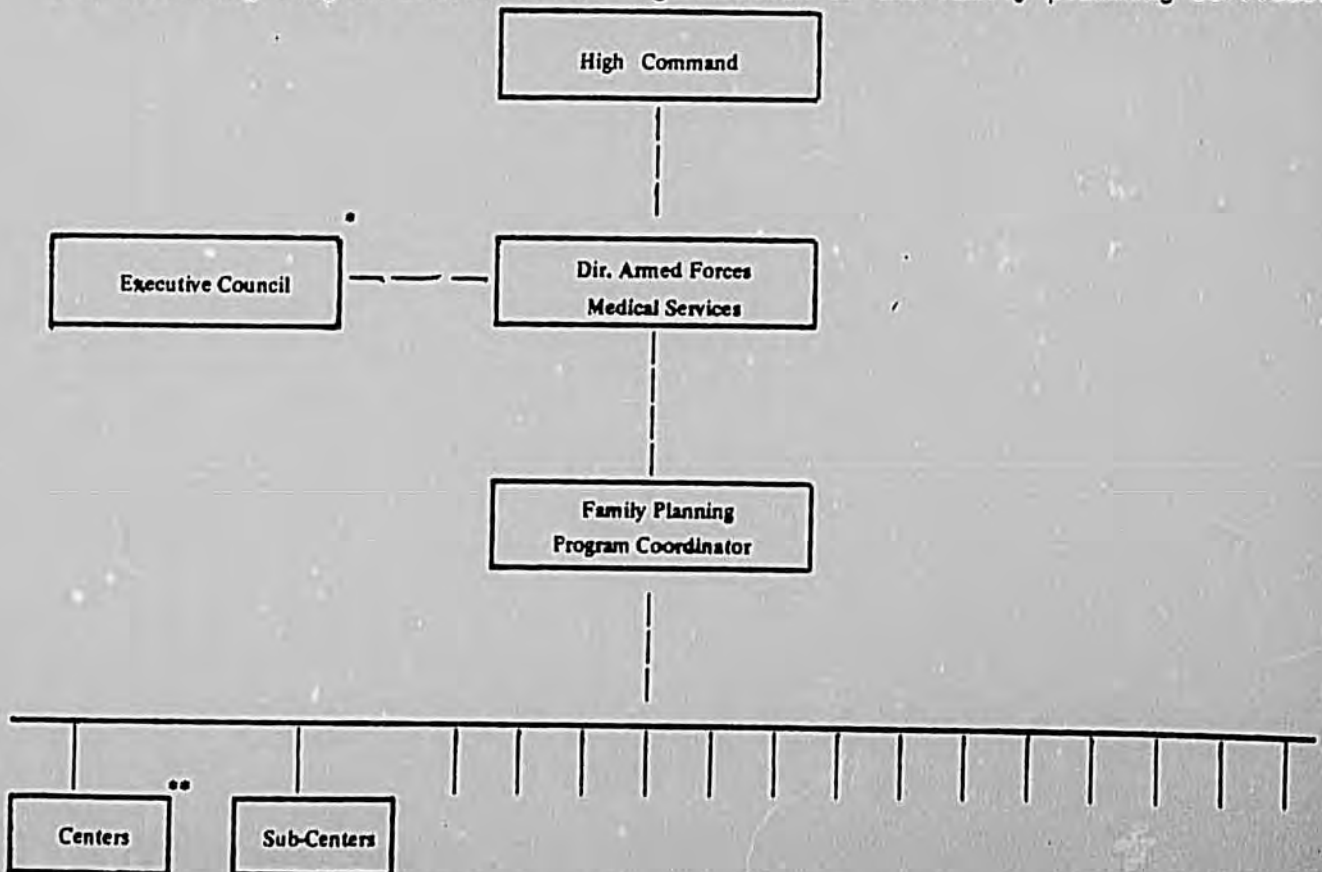 High Command
*
Executive Council
Dir. Armed Forces
Medical Services
Family Planning
Program Coordinator
**
Centers
Sub-Centers